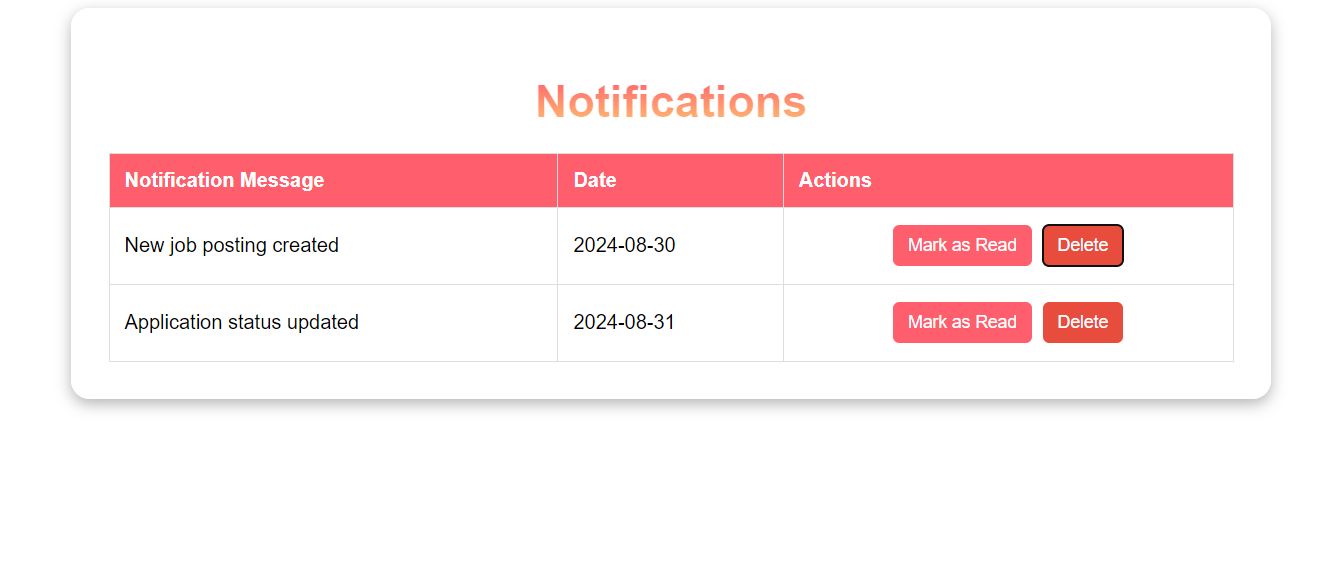 Notifications
Notification Message Date Actions
New job posting created 2024-08-30 Mark as Read Delete
Application status updated 2024-08-31 Mark as Read Delete